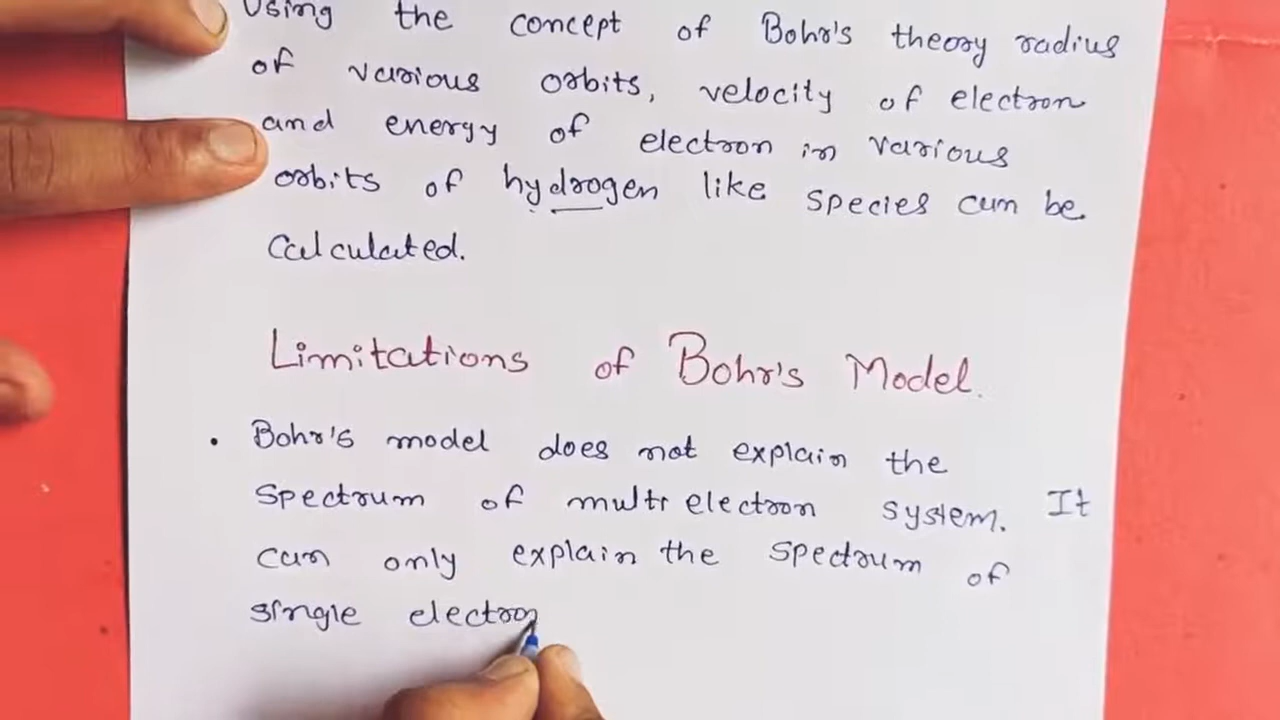 Using the concept of Bohr's theory radius
of various orbits, velocity of electron
and energy of electron in various
orbits of hydrogen like species can be
Calculated.
Limitations of Bohr's Model.
• Bohr's model does not explain the
spectrum of multi electron system. It
can only explain the spectrum of
single electron